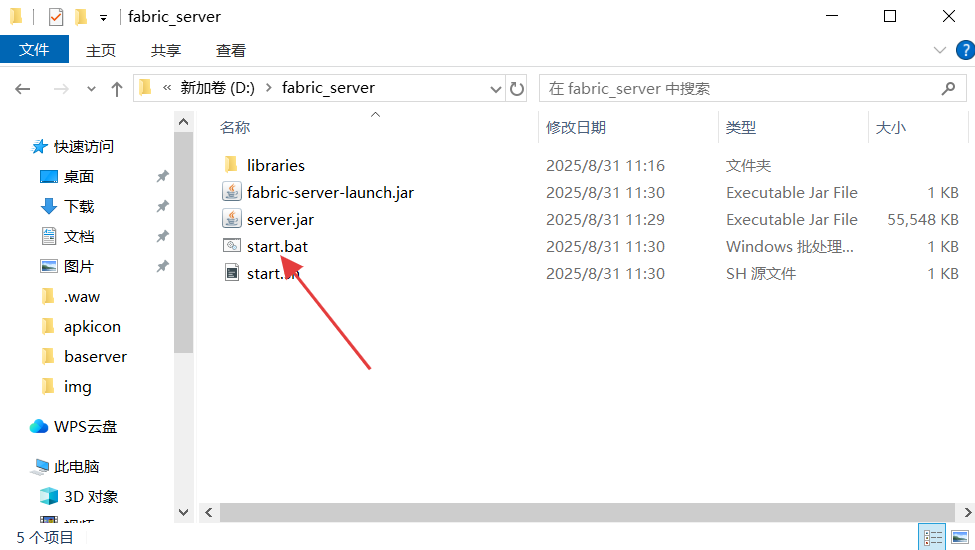 fabric_server
文件 主页 共享 查看
« 新加卷 (D:) › fabric_server
在 fabric_server 中搜索
名称 修改日期 类型 大小
libraries 2025/8/31 11:16 文件夹
fabric-server-launch.jar 2025/8/31 11:30 Executable Jar File 1 KB
server.jar 2025/8/31 11:29 Executable Jar File 55,548 KB
start.bat 2025/8/31 11:30 Windows 批处理... 1 KB
start.sh 2025/8/31 11:30 SH 源文件 1 KB
快速访问
桌面
下载
文档
图片
.waw
apkicon
baserver
img
WPS云盘
此电脑
3D 对象
5 个项目